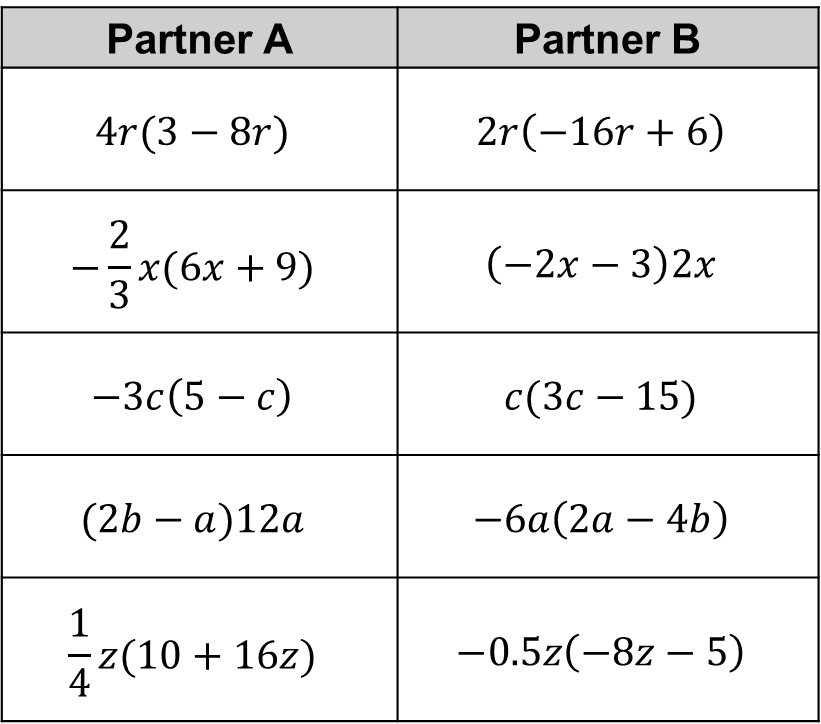 Partner A Partner B
4r(3 − 8r) 2r(−16r + 6)
−2/3x(6x + 9) (−2x − 3)2x
−3c(5 − c) c(3c − 15)
(2b − a)12a −6a(2a − 4b)
1/4z(10 + 16z) −0.5z(−8z − 5)